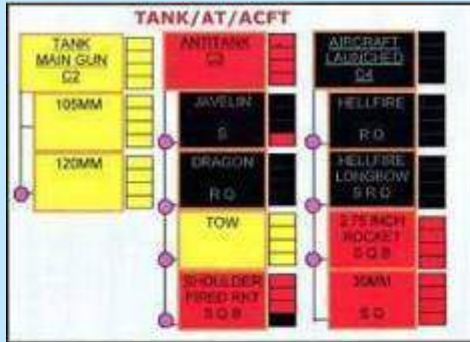 TANK/AT/ACFT
TANK
MAIN GUN
C2
105MM
120MM
ANTITANK
C3
JAVELIN
S
DRAGON
R Q
TOW
SHOULDER
FIRED RKT
S Q B
AIRCRAFT
LAUNCHED
C4
HELLFIRE
R Q
HELLFIRE
LONGBOW
S R Q
2.75 INCH
ROCKET
S Q B
30MM
S Q